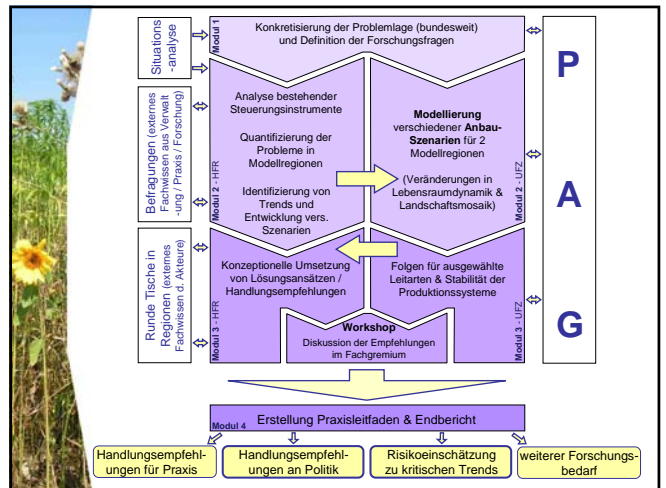 Situations
-analyse
Befragungen (externes
Fachwissen aus Verwalt
-ung / Praxis / Forschung)
Runde Tische in
Regionen (externes
Fachwissen d. Akteure)
Modul 1
Konkretisierung der Problemlage (bundesweit)
und Definition der Forschungsfragen
Modul 2 - HFR
Analyse bestehender
Steuerungsinstrumente
Quantifizierung der
Probleme in
Modellregionen
Identifizierung von
Trends und
Entwicklung vers.
Szenarien
Modellierung
verschiedener Anbau-
Szenarien für 2
Modellregionen
(Veränderungen in
Lebensraumdynamik &
Landschaftsmosaik)
Modul 2 - UFZ
Modul 3 - HFR
Konzeptionelle Umsetzung
von Lösungsansätzen /
Handlungsempfehlungen
Folgen für ausgewählte
Leitarten & Stabilität der
Produktionssysteme
Modul 3 - UFZ
Workshop
Diskussion der Empfehlungen
im Fachgremium
P
A
G
Modul 4
Erstellung Praxisleitfaden & Endbericht
Handlungsempfehl-
ungen für Praxis
Handlungsempfehl-
ungen an Politik
Risikoeinschätzung
zu kritischen Trends
weiterer Forschungs-
bedarf